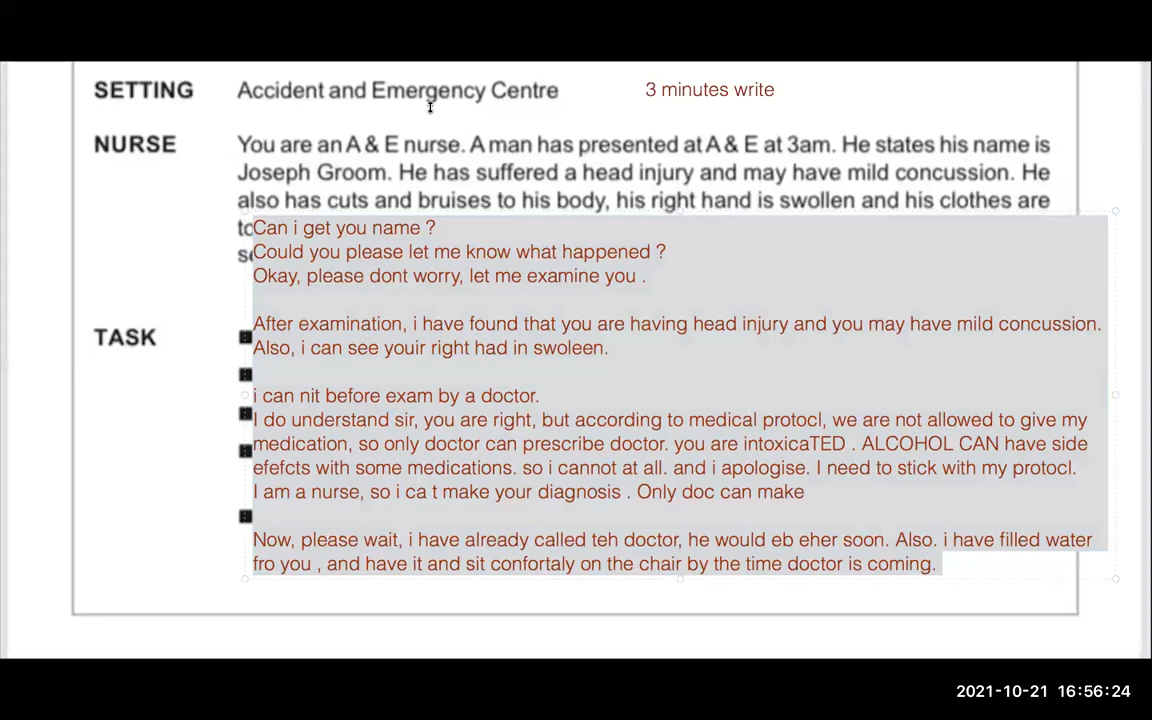 SETTING Accident and Emergency Centre 3 minutes write
NURSE You are an A & E nurse. A man has presented at A & E at 3am. He states his name is
Joseph Groom. He has suffered a head injury and may have mild concussion. He
also has cuts and bruises to his body, his right hand is swollen and his clothes are
Can i get you name ?
Could you please let me know what happened ?
Okay, please dont worry, let me examine you .
TASK
After examination, i have found that you are having head injury and you may have mild concussion.
Also, i can see youir right had in swoleen.
i can nit before exam by a doctor.
I do understand sir, you are right, but according to medical protocl, we are not allowed to give my
medication, so only doctor can prescribe doctor. you are intoxicaTED . ALCOHOL CAN have side
efefcts with some medications. so i cannot at all. and i apologise. I need to stick with my protocl.
I am a nurse, so i ca t make your diagnosis . Only doc can make
Now, please wait, i have already called teh doctor, he would eb eher soon. Also. i have filled water
fro you , and have it and sit confortaly on the chair by the time doctor is coming.
2021-10-21 16:56:24